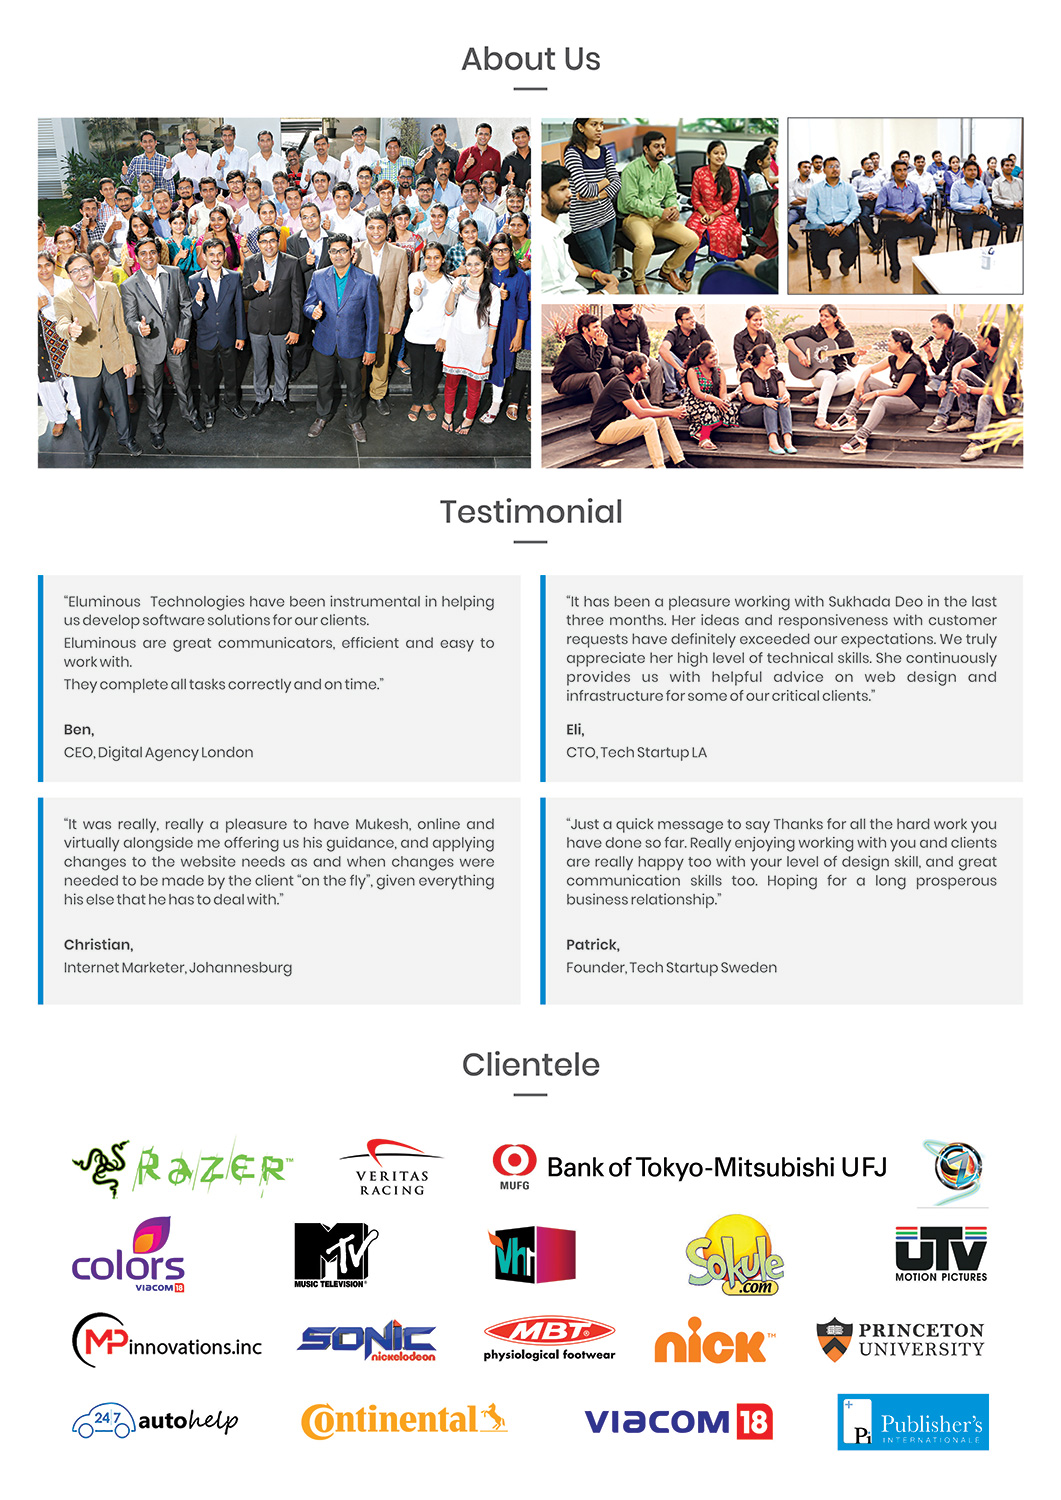 About Us
Testimonial
“Eluminous Technologies have been instrumental in helping
us develop software solutions for our clients.
Eluminous are great communicators, efficient and easy to
work with.
They complete all tasks correctly and on time.”
Ben,
CEO, Digital Agency London
“It has been a pleasure working with Sukhada Deo in the last
three months. Her ideas and responsiveness with customer
requests have definitely exceeded our expectations. We truly
appreciate her high level of technical skills. She continuously
provides us with helpful advice on web design and
infrastructure for some of our critical clients.”
Eli,
CTO, Tech Startup LA
“It was really, really a pleasure to have Mukesh, online and
virtually alongside me offering us his guidance, and applying
changes to the website needs as and when changes were
needed to be made by the client “on the fly”, given everything
his else that he has to deal with.”
Christian,
Internet Marketer, Johannesburg
“Just a quick message to say Thanks for all the hard work you
have done so far. Really enjoying working with you and clients
are really happy too with your level of design skill, and great
communication skills too. Hoping for a long prosperous
business relationship.”
Patrick,
Founder, Tech Startup Sweden
Clientele
RAZER™
VERITAS
RACING
MUFG
Bank of Tokyo-Mitsubishi UFJ
colors
VIACOM 18
MTV
MUSIC TELEVISION®
Vh1
Sokule
.com
UTV
MOTION PICTURES
MP innovations.inc
SONIC
nickelodeon
MBT®
physiological footwear
nick™
PRINCETON
UNIVERSITY
24|7 autohelp
Continental
VIACOM 18
Pi Publisher's
INTERNATIONALE